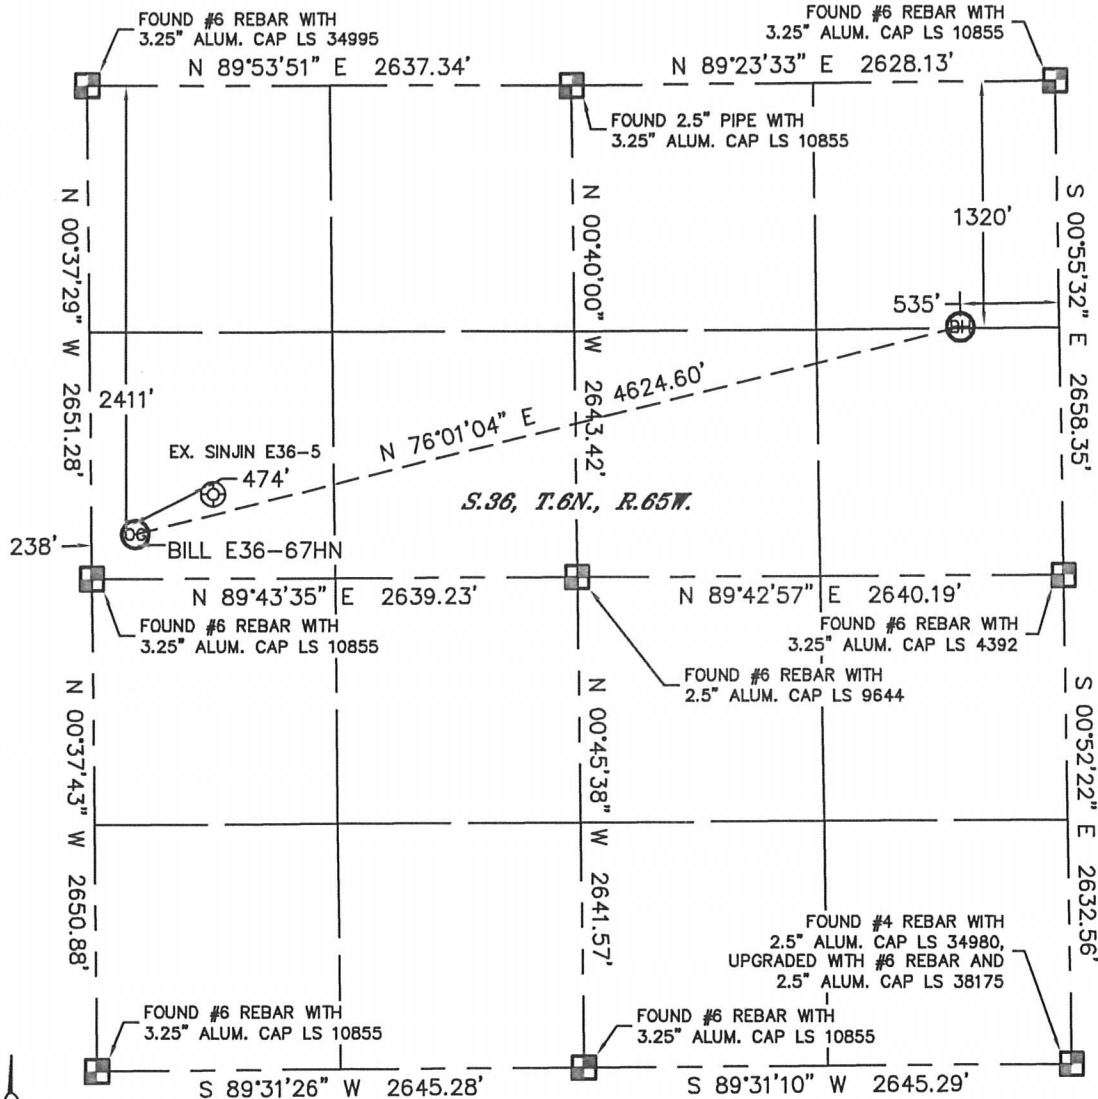 FOUND #6 REBAR WITH
3.25" ALUM. CAP LS 34995
FOUND #6 REBAR WITH
3.25" ALUM. CAP LS 10855
N 89°53'51" E 2637.34'
N 89°23'33" E 2628.13'
FOUND 2.5" PIPE WITH
3.25" ALUM. CAP LS 10855
N 00°37'29" W 2651.28'
N 00°40'00" W 2643.42'
S 00°55'32" E 2658.35'
1320'
535'
BH
2411'
N 76°01'04" E 4624.60'
EX. SINJIN E36-5
474'
S.36, T.6N., R.65W.
238'
BILL E36-67HN
N 89°43'35" E 2639.23'
N 89°42'57" E 2640.19'
FOUND #6 REBAR WITH
3.25" ALUM. CAP LS 10855
FOUND #6 REBAR WITH
3.25" ALUM. CAP LS 4392
FOUND #6 REBAR WITH
2.5" ALUM. CAP LS 9644
N 00°37'43" W 2650.88'
N 00°45'38" W 2641.57'
S 00°52'22" E 2632.56'
FOUND #4 REBAR WITH
2.5" ALUM. CAP LS 34980,
UPGRADED WITH #6 REBAR AND
2.5" ALUM. CAP LS 38175
FOUND #6 REBAR WITH
3.25" ALUM. CAP LS 10855
FOUND #6 REBAR WITH
3.25" ALUM. CAP LS 10855
S 89°31'26" W 2645.28'
S 89°31'10" W 2645.29'